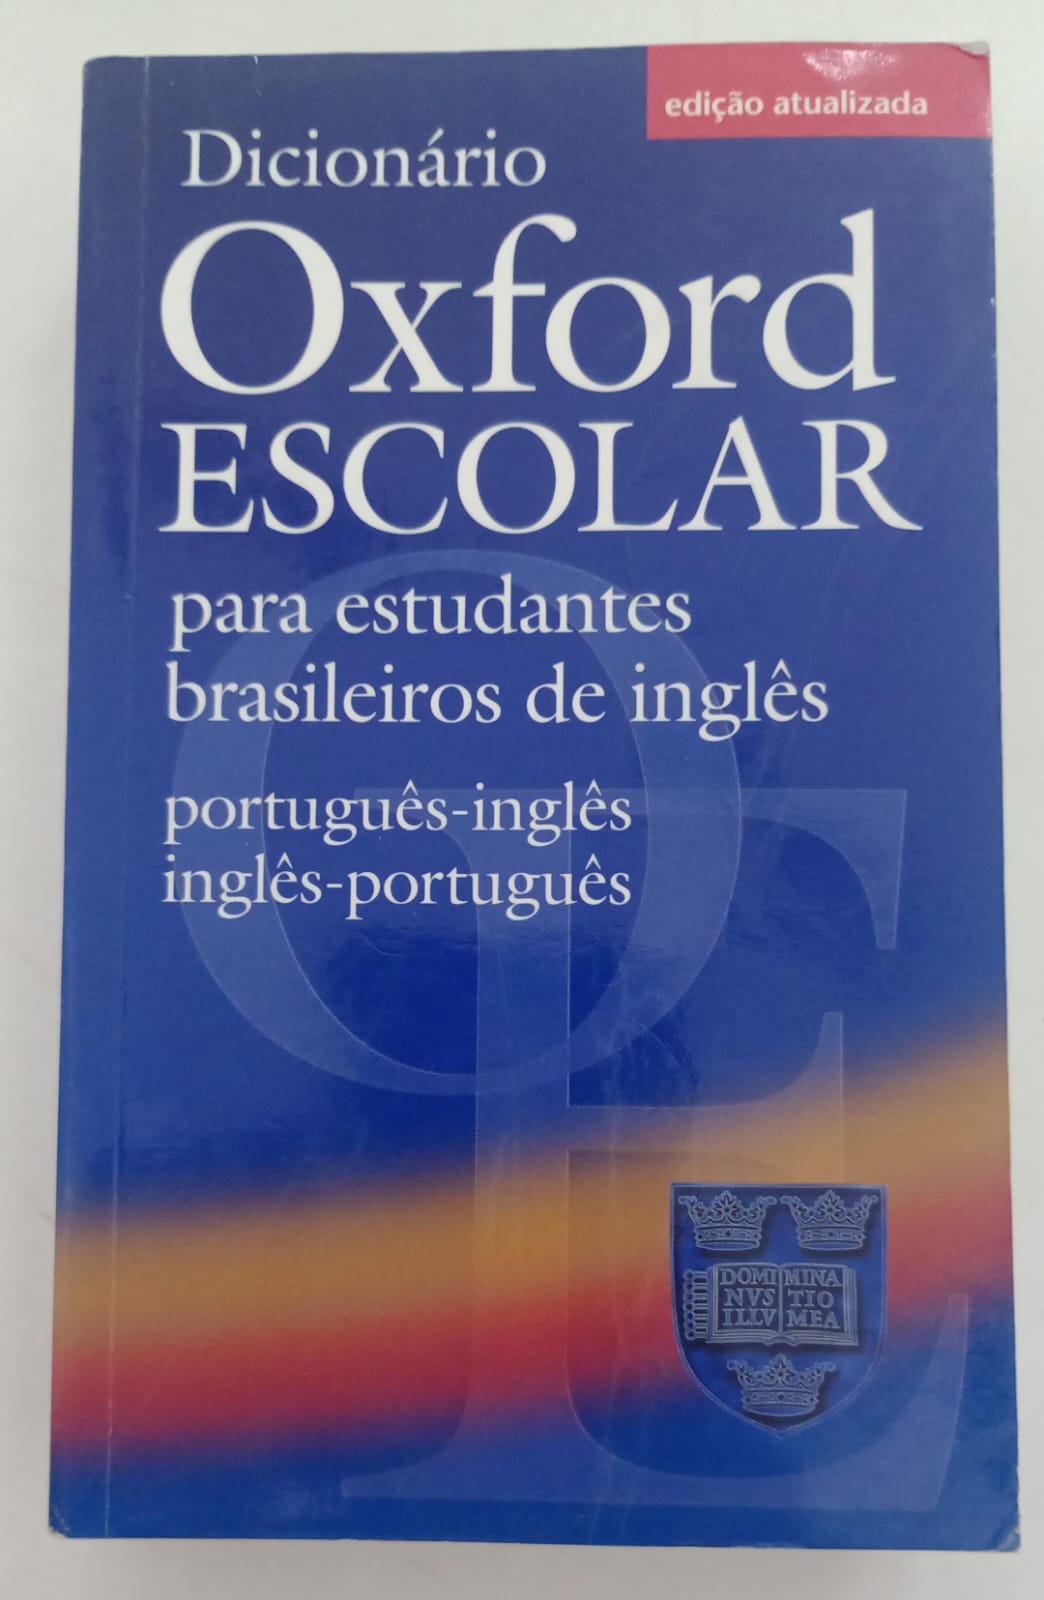 edição atualizada
Dicionário
Oxford
ESCOLAR
para estudantes
brasileiros de inglês
português-inglês
inglês-português
OE
DOMI MINA
NVS TIO
ILLV MEA